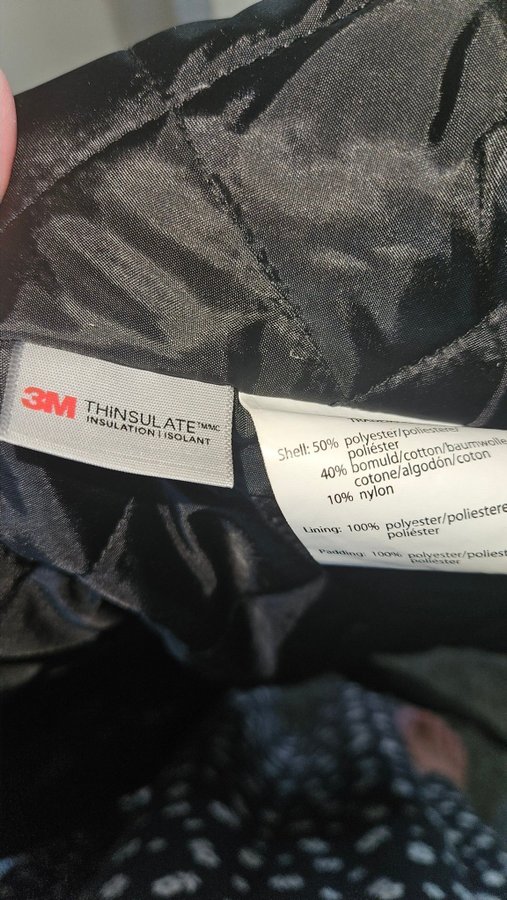 3M THINSULATE™MC
INSULATION | ISOLANT
Shell: 50% polyester/poliestere/
poliéster
40% bomuld/cotton/baumwolle
cotone/algodón/coton
10% nylon
Lining: 100% polyester/poliestere
poliéster
Padding: 100% polyester/poliest
poliéster